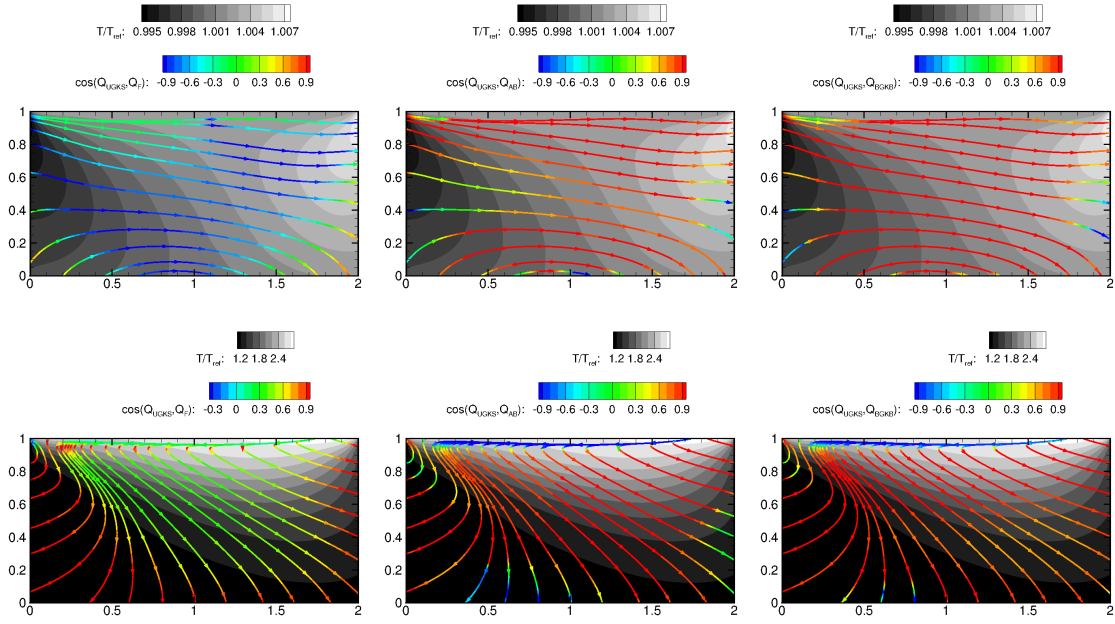 T/T_ref: 0.995 0.998 1.001 1.004 1.007
cos(Q_UGKS,Q_F): -0.9 -0.6 -0.3 0 0.3 0.6 0.9
1
0.8
0.6
0.4
0.2
0
0 0.5 1 1.5 2
T/T_ref: 0.995 0.998 1.001 1.004 1.007
cos(Q_UGKS,Q_AB): -0.9 -0.6 -0.3 0 0.3 0.6 0.9
1
0.8
0.6
0.4
0.2
0
0 0.5 1 1.5 2
T/T_ref: 0.995 0.998 1.001 1.004 1.007
cos(Q_UGKS,Q_BGKB): -0.9 -0.6 -0.3 0 0.3 0.6 0.9
1
0.8
0.6
0.4
0.2
0
0 0.5 1 1.5 2
T/T_ref: 1.2 1.8 2.4
cos(Q_UGKS,Q_F): -0.3 0 0.3 0.6 0.9
1
0.8
0.6
0.4
0.2
0
0 0.5 1 1.5 2
T/T_ref: 1.2 1.8 2.4
cos(Q_UGKS,Q_AB): -0.9 -0.6 -0.3 0 0.3 0.6 0.9
1
0.8
0.6
0.4
0.2
0
0 0.5 1 1.5 2
T/T_ref: 1.2 1.8 2.4
cos(Q_UGKS,Q_BGKB): -0.9 -0.6 -0.3 0 0.3 0.6 0.9
1
0.8
0.6
0.4
0.2
0
0 0.5 1 1.5 2